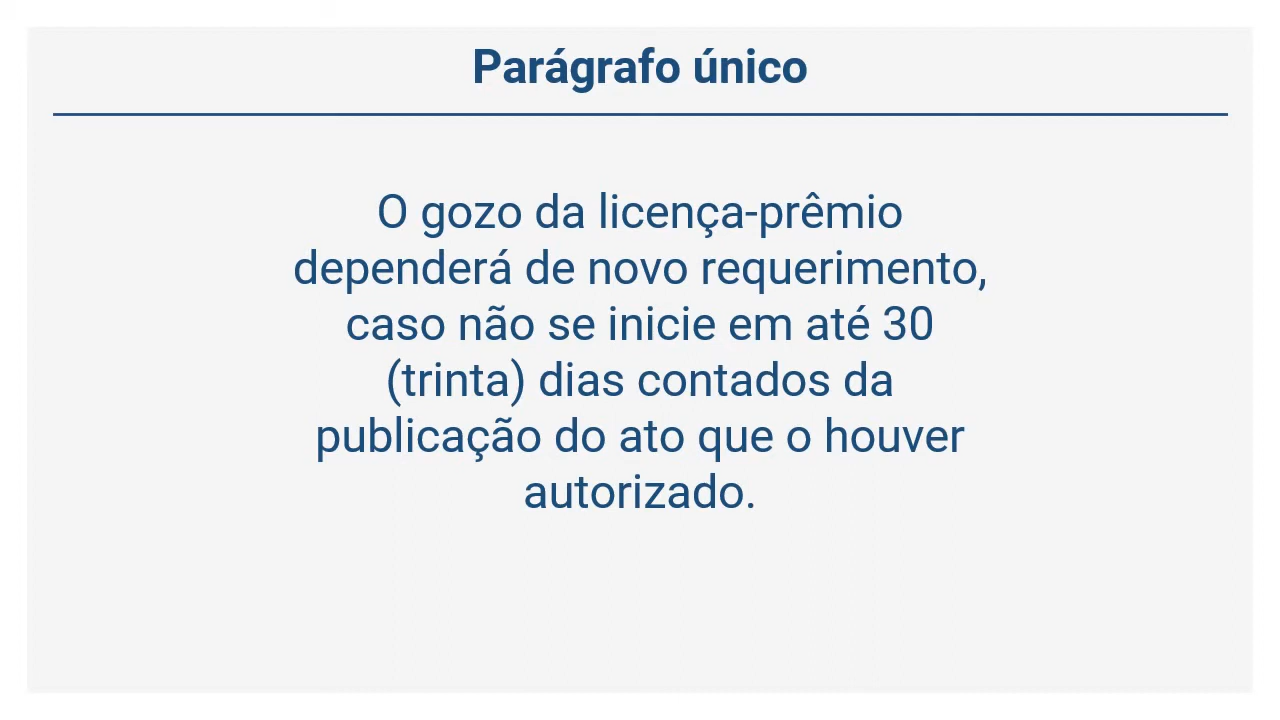 Parágrafo único
O gozo da licença-prêmio
dependerá de novo requerimento,
caso não se inicie em até 30
(trinta) dias contados da
publicação do ato que o houver
autorizado.